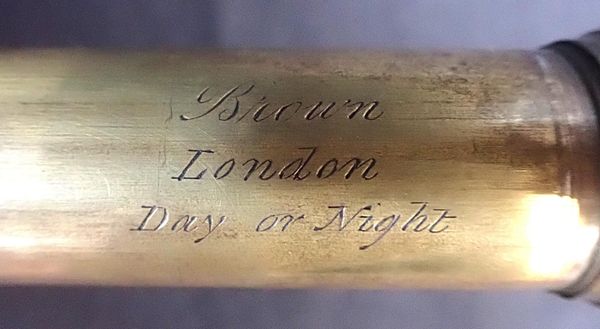 Brown
London
Day or Night